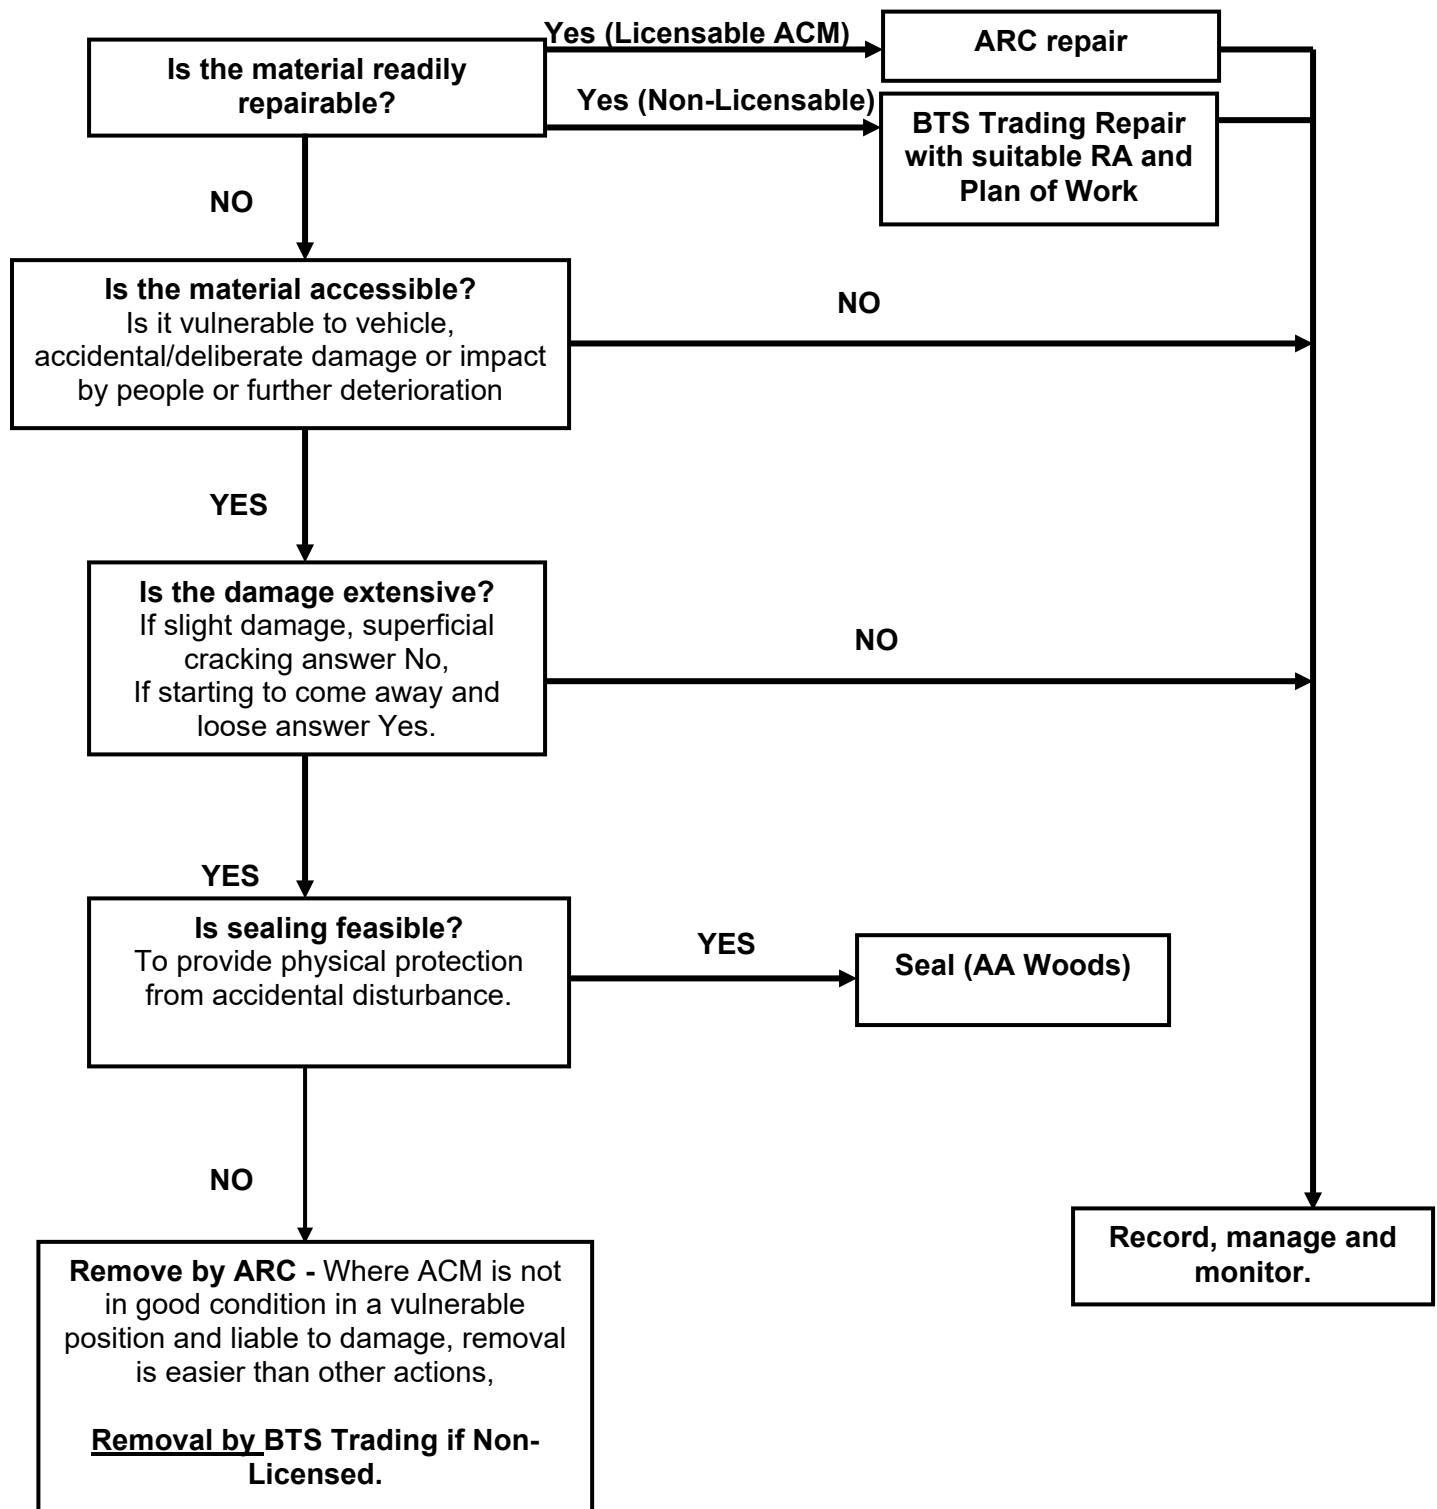 Is the material readily
repairable?
Yes (Licensable ACM)
ARC repair
Yes (Non-Licensable)
BTS Trading Repair
with suitable RA and
Plan of Work
NO
Is the material accessible?
Is it vulnerable to vehicle,
accidental/deliberate damage or impact
by people or further deterioration
NO
YES
Is the damage extensive?
If slight damage, superficial
cracking answer No,
If starting to come away and
loose answer Yes.
NO
YES
Is sealing feasible?
To provide physical protection
from accidental disturbance.
YES
Seal (AA Woods)
NO
Remove by ARC - Where ACM is not
in good condition in a vulnerable
position and liable to damage, removal
is easier than other actions,
Removal by BTS Trading if Non-
Licensed.
Record, manage and
monitor.